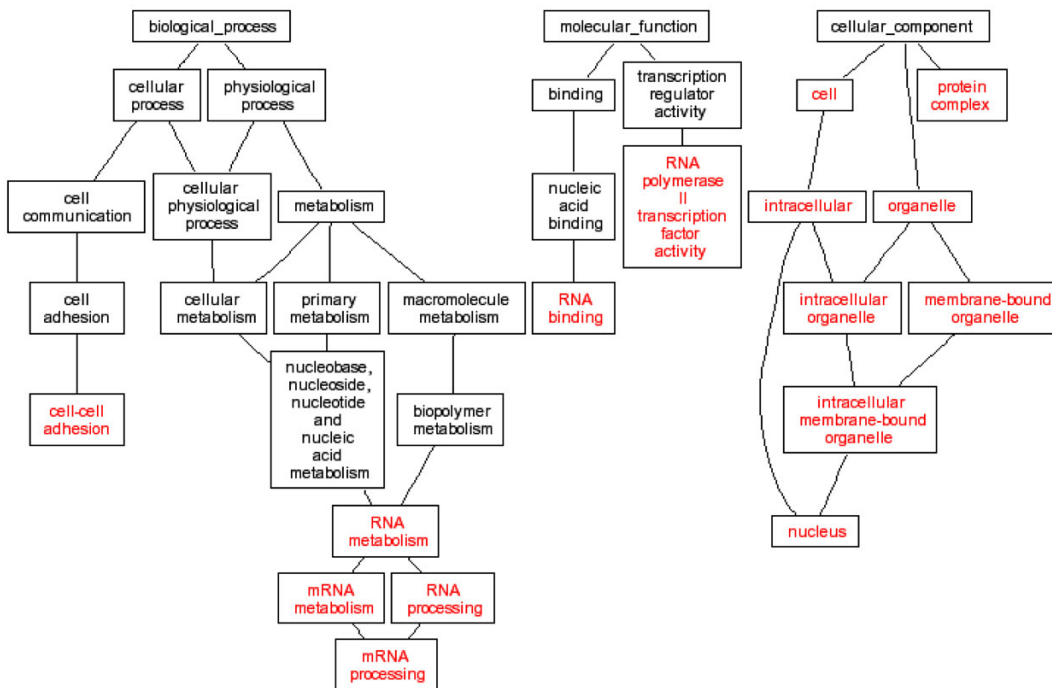 biological_process
molecular_function
cellular_component
cellular
process
physiological
process
binding
transcription
regulator
activity
cell
protein
complex
cell
communication
cellular
physiological
process
metabolism
nucleic
acid
binding
RNA
polymerase
II
transcription
factor
activity
intracellular
organelle
cell
adhesion
cellular
metabolism
primary
metabolism
macromolecule
metabolism
RNA
binding
intracellular
organelle
membrane-bound
organelle
cell-cell
adhesion
nucleobase,
nucleoside,
nucleotide
and
nucleic
acid
metabolism
biopolymer
metabolism
intracellular
membrane-bound
organelle
RNA
metabolism
nucleus
mRNA
metabolism
RNA
processing
mRNA
processing